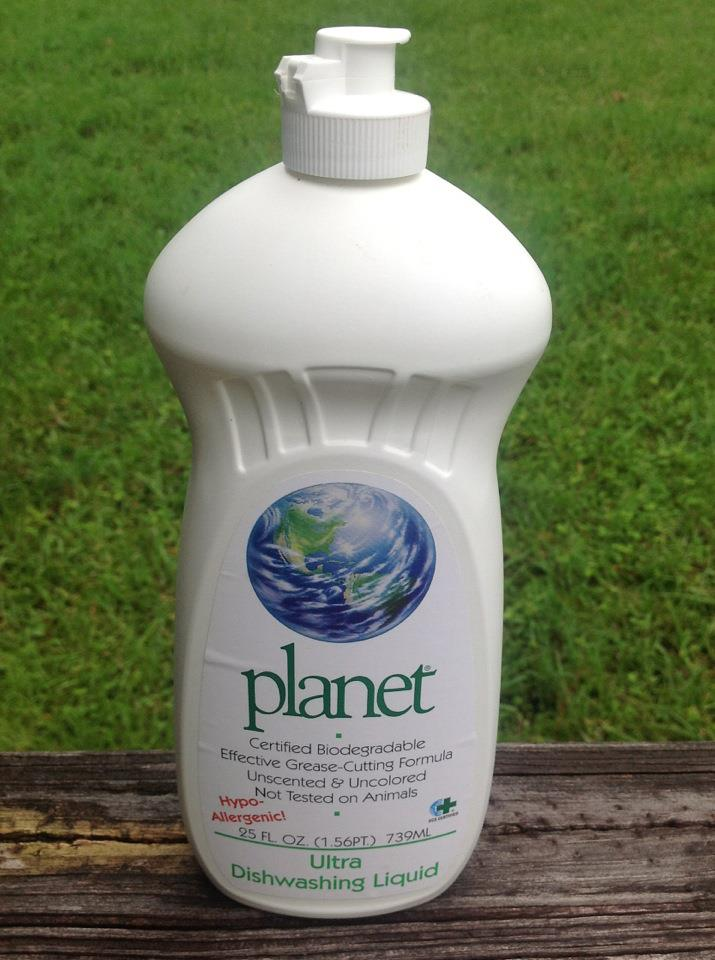 planet®
Certified Biodegradable
Effective Grease-Cutting Formula
Unscented & Uncolored
Not Tested on Animals
Hypo-
Allergenic!
25 FL. OZ. (1.56PT.) 739ML
Ultra
Dishwashing Liquid